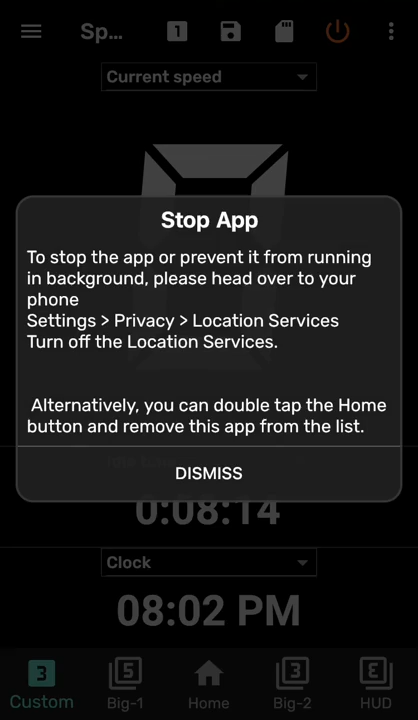 Sp...
1
Current speed
0
Stop App
To stop the app or prevent it from running
in background, please head over to your
phone
Settings > Privacy > Location Services
Turn off the Location Services.
Alternatively, you can double tap the Home
button and remove this app from the list.
DISMISS
0:08:14
Clock
08:02 PM
3
5
3
E
Custom
Big-1
Home
Big-2
HUD